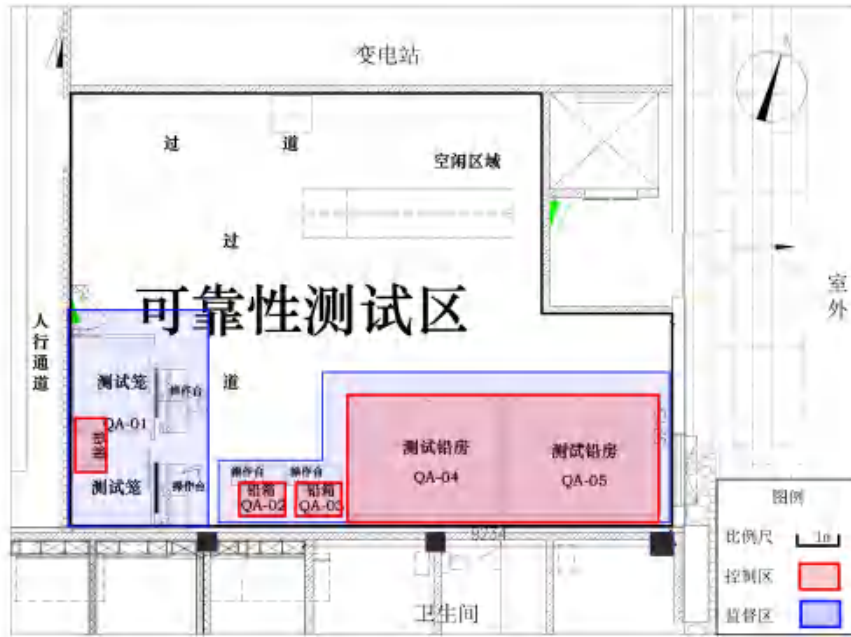 变电站
过 道
空闲区域
过
可靠性测试区
室外
人行通道
道
测试笼
操作台
QA-01
铅箱
测试笼
操作台
测试铅房
QA-04
测试铅房
QA-05
操作台
操作台
铅箱
QA-02
铅箱
QA-03
9234
卫生间
图例
比例尺
1m
控制区
监督区